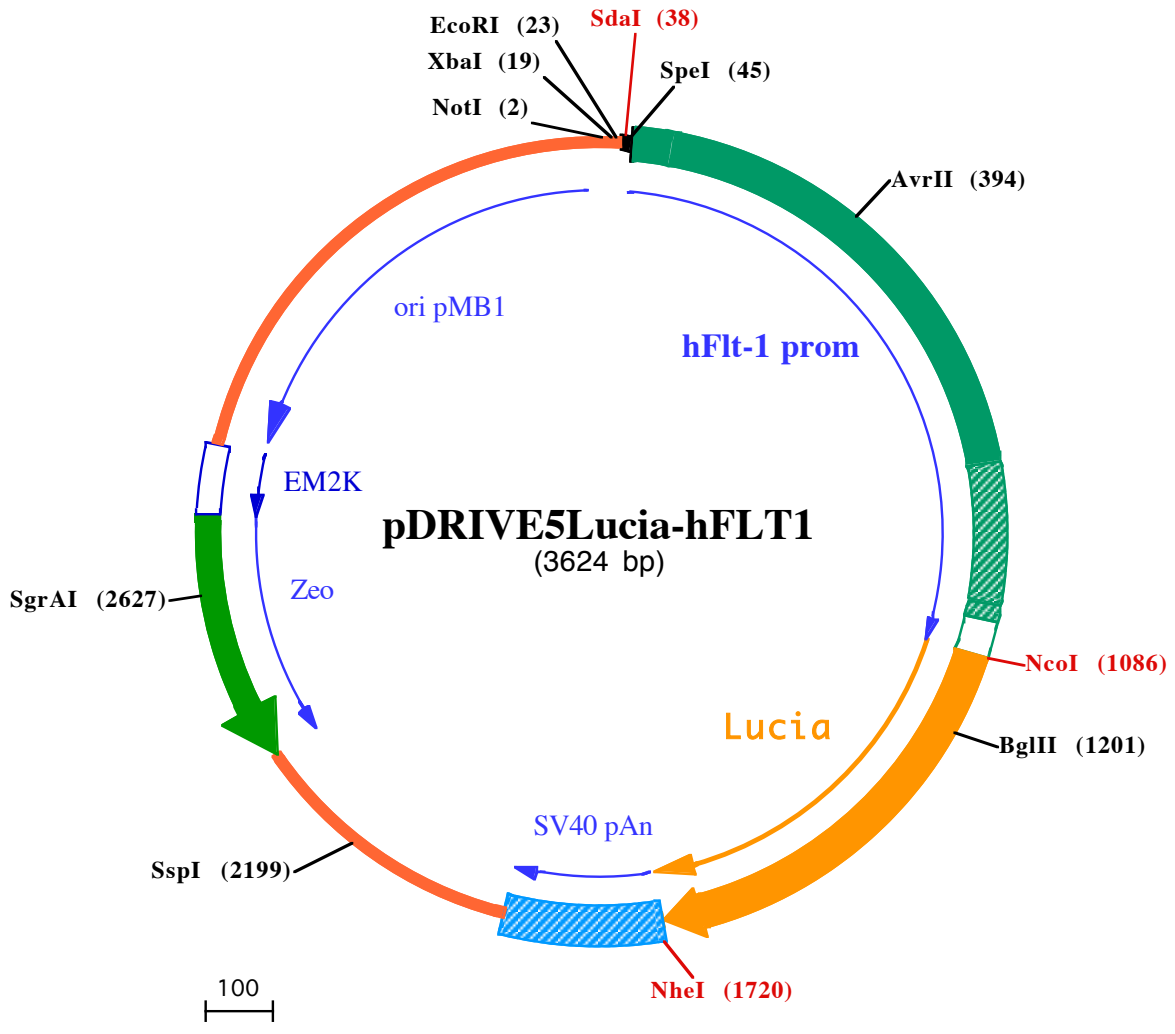 EcoRI (23)
SdaI (38)
XbaI (19)
SpeI (45)
NotI (2)
AvrII (394)
ori pMB1
hFlt-1 prom
EM2K
pDRIVE5Lucia-hFLT1
(3624 bp)
Zeo
SgrAI (2627)
NcoI (1086)
Lucia
BglII (1201)
SV40 pAn
SspI (2199)
NheI (1720)
100